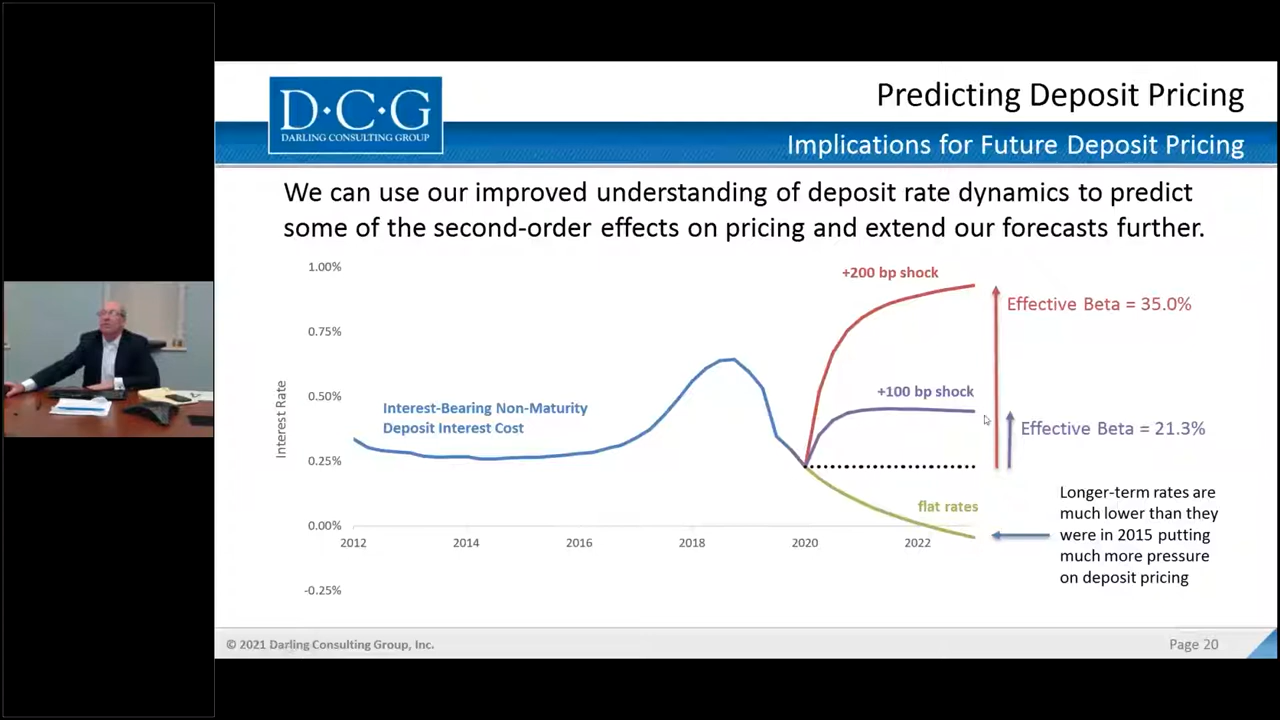 D·C·G
DARLING CONSULTING GROUP
Predicting Deposit Pricing
Implications for Future Deposit Pricing
We can use our improved understanding of deposit rate dynamics to predict
some of the second-order effects on pricing and extend our forecasts further.
1.00%
0.75%
0.50%
0.25%
0.00%
-0.25%
Interest Rate
2012
2014
2016
2018
2020
2022
Interest-Bearing Non-Maturity
Deposit Interest Cost
+200 bp shock
Effective Beta = 35.0%
+100 bp shock
Effective Beta = 21.3%
flat rates
Longer-term rates are
much lower than they
were in 2015 putting
much more pressure
on deposit pricing
© 2021 Darling Consulting Group, Inc.
Page 20